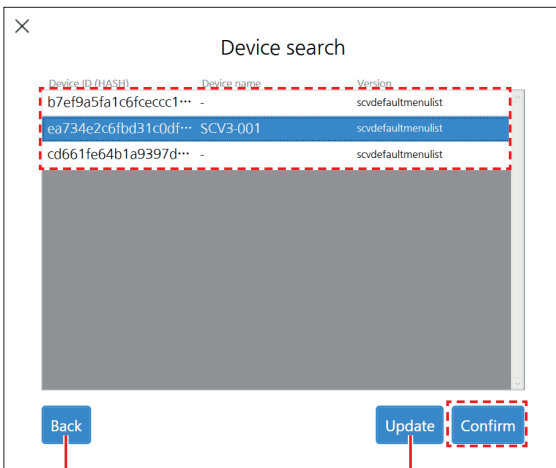 Device search
Device ID (HASH) Device name Version
b7ef9a5fa1c6fceccc1⋯ - scvdefaultmenulist
ea734e2c6fbd31c0df⋯ SCV3-001 scvdefaultmenulist
cd661fe64b1a9397d⋯ - scvdefaultmenulist
Back Update Confirm